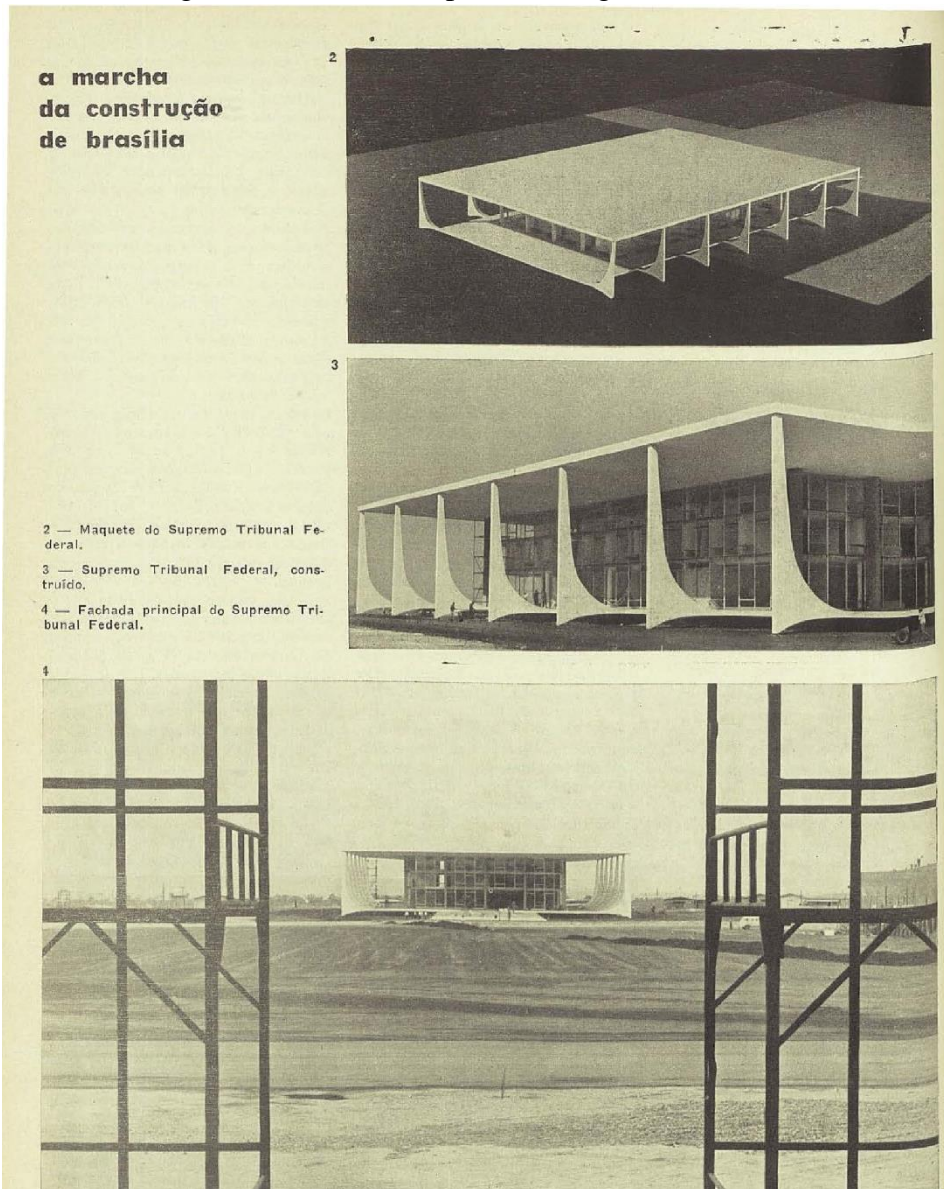 a marcha
da construção
de brasília
2
3
2 — Maquete do Supremo Tribunal Fe-
deral.
3 — Supremo Tribunal Federal, cons-
truído.
4 — Fachada principal do Supremo Tri-
bunal Federal.
4